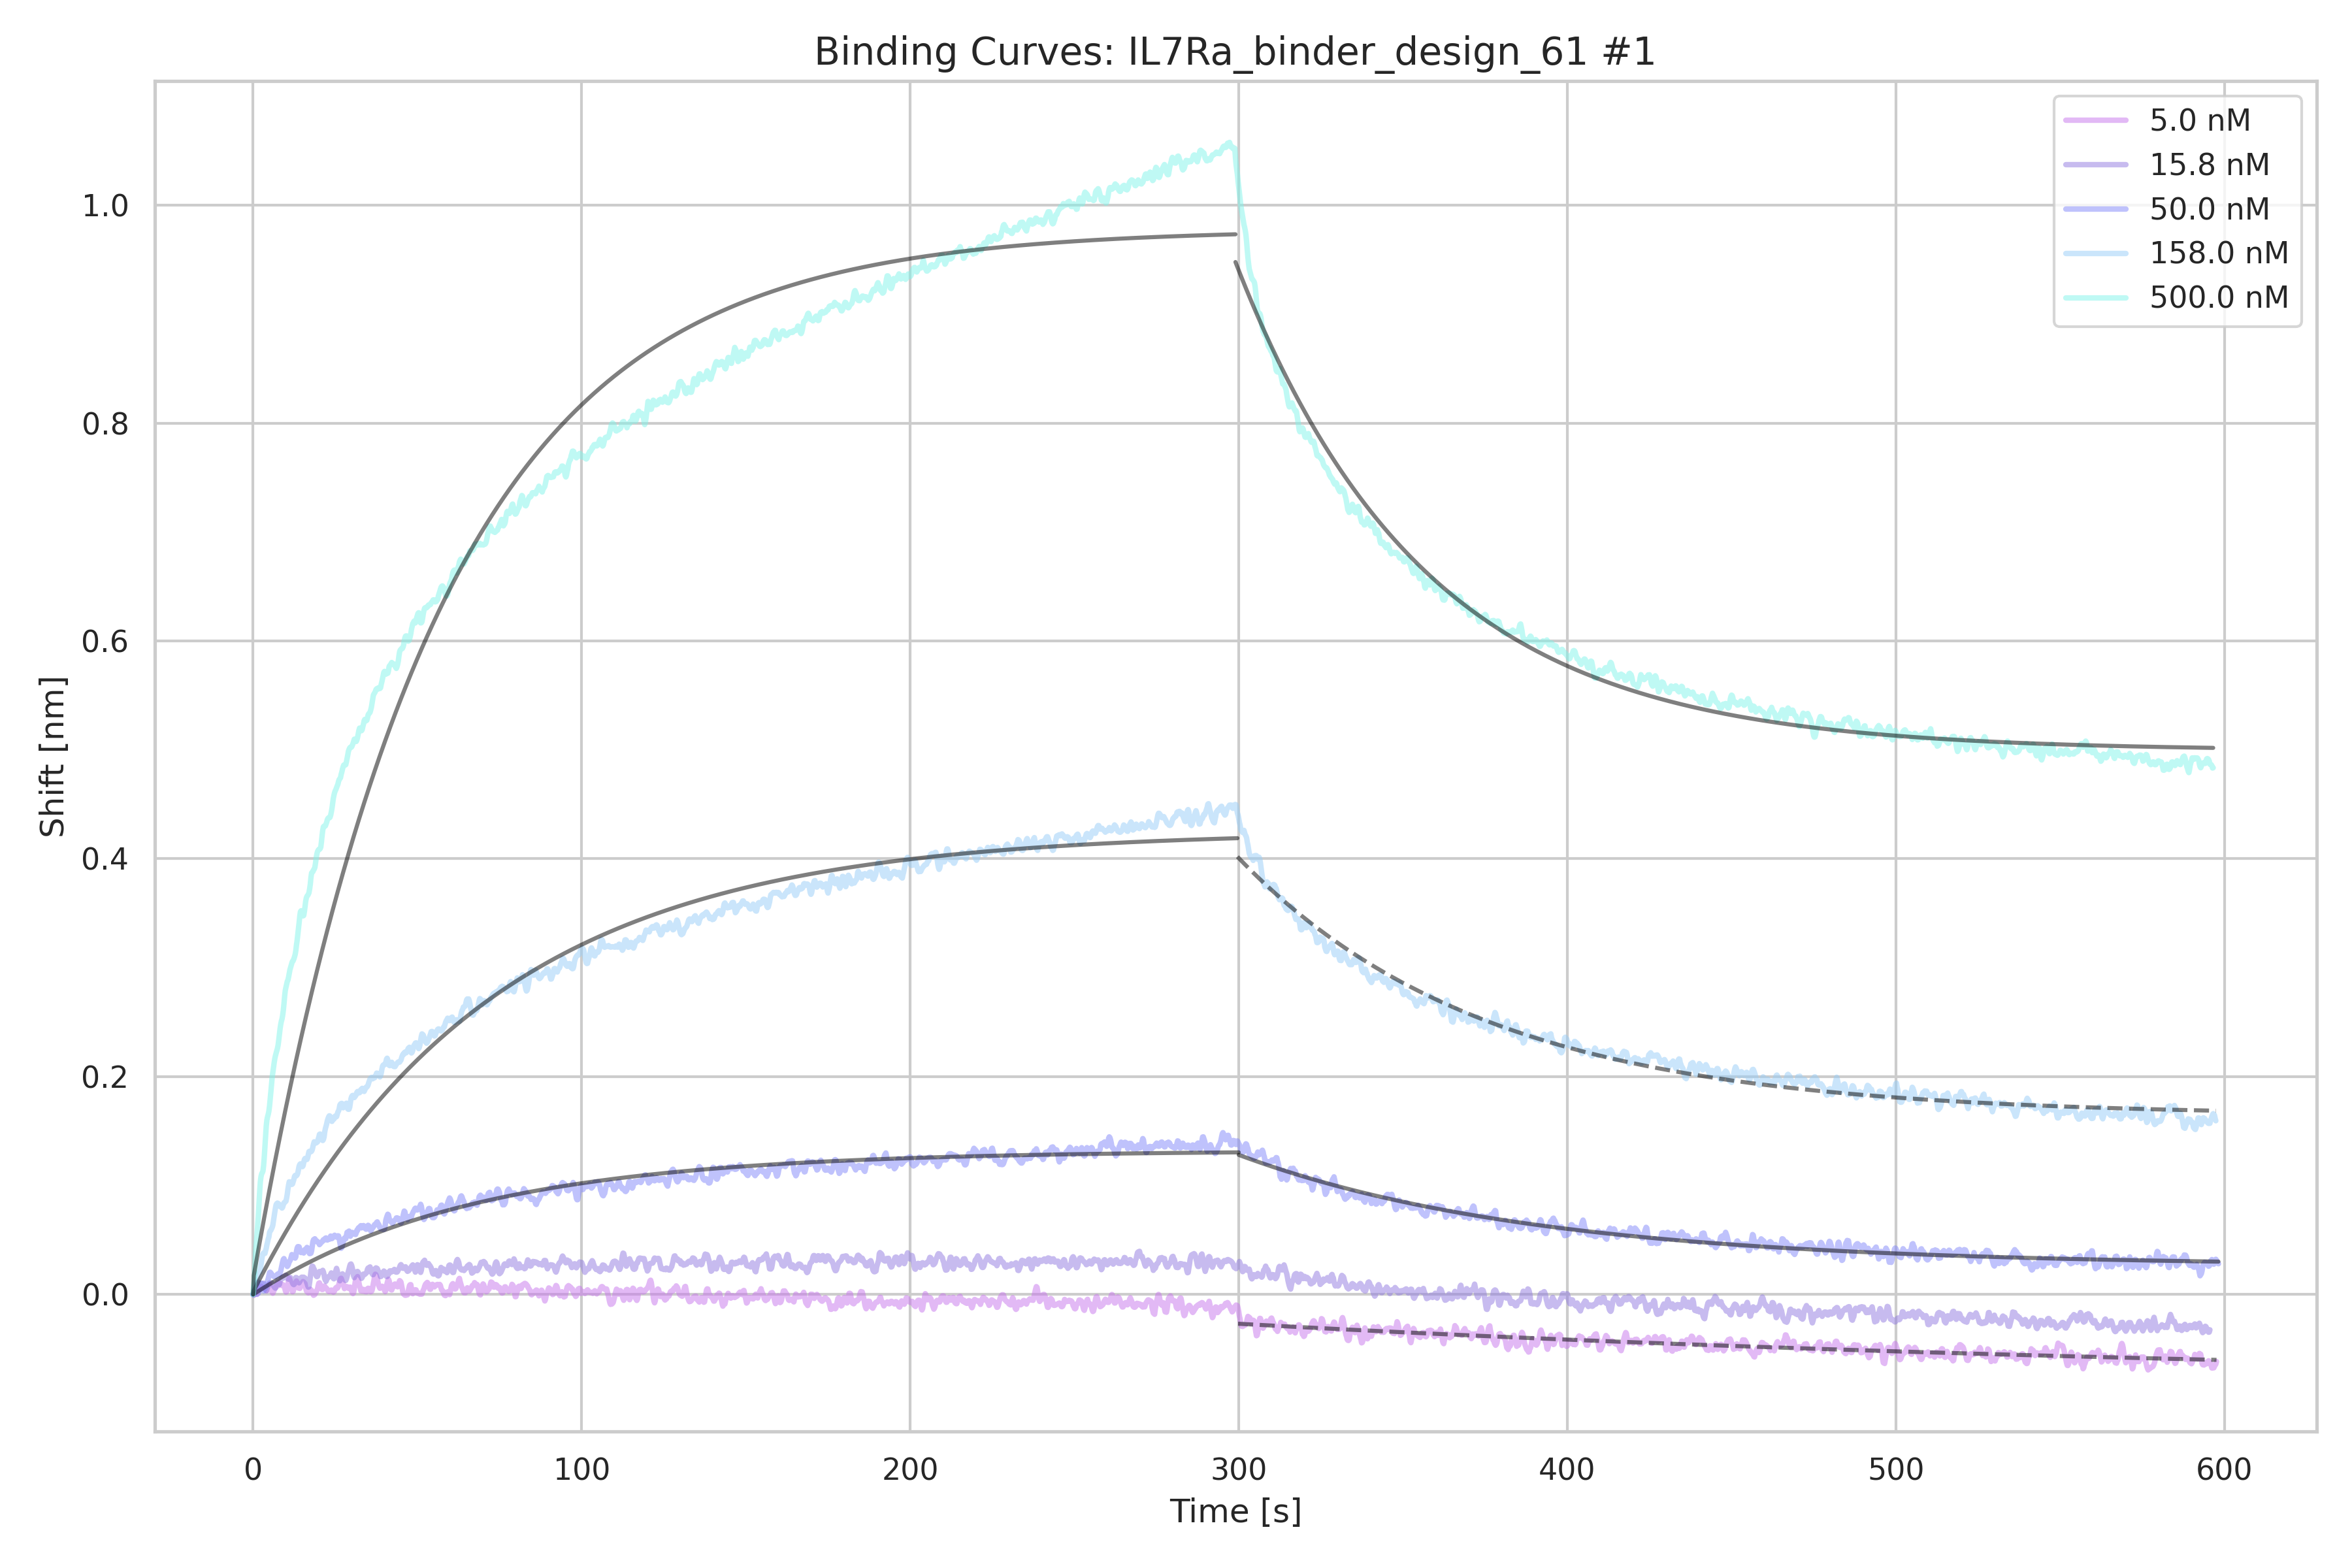 Binding Curves: IL7Ra_binder_design_61 #1
5.0 nM
15.8 nM
50.0 nM
158.0 nM
500.0 nM
Shift [nm]
1.0
0.8
0.6
0.4
0.2
0.0
0 100 200 300 400 500 600
Time [s]